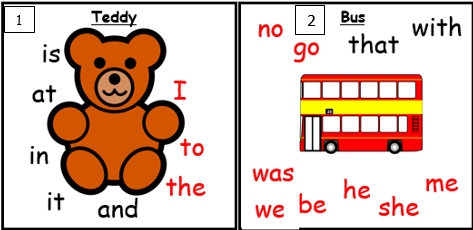 1
Teddy
is
at
in
it
and
I
to
the
2
Bus
no
go
that
with
was
we
be
he
she
me